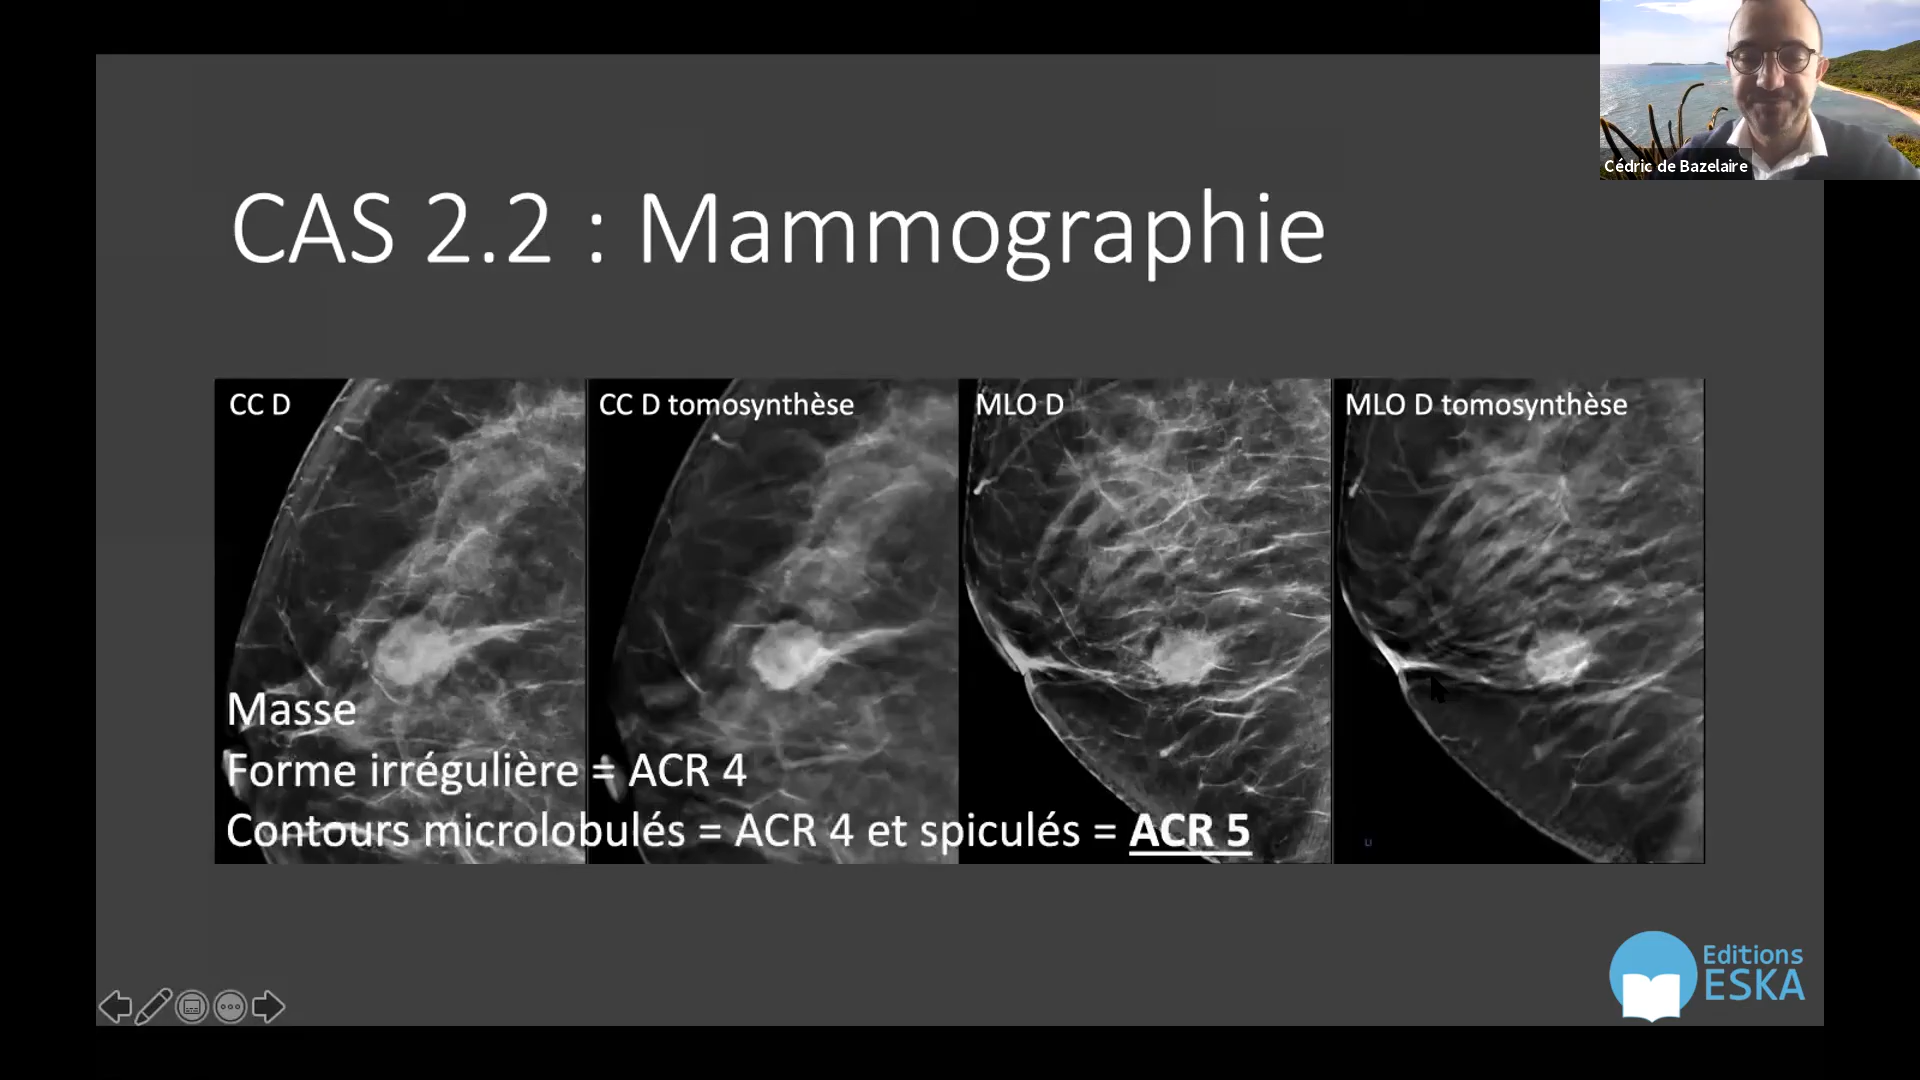 Cédric de Bazelaire
CAS 2.2 : Mammographie
CC D
CC D tomosynthèse
MLO D
MLO D tomosynthèse
Masse
Forme irrégulière = ACR 4
Contours microlobulés = ACR 4 et spiculés = ACR 5
Editions
ESKA